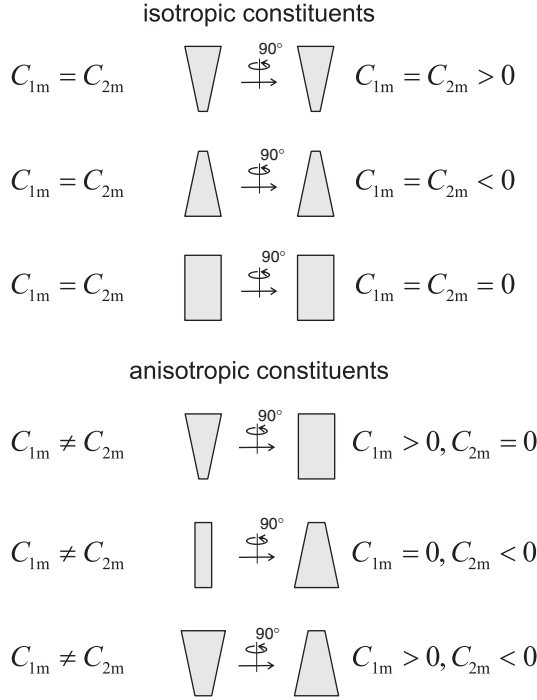 isotropic constituents
C1m = C2m 90° C1m = C2m > 0
C1m = C2m 90° C1m = C2m < 0
C1m = C2m 90° C1m = C2m = 0
anisotropic constituents
C1m ≠ C2m 90° C1m > 0, C2m = 0
C1m ≠ C2m 90° C1m = 0, C2m < 0
C1m ≠ C2m 90° C1m > 0, C2m < 0